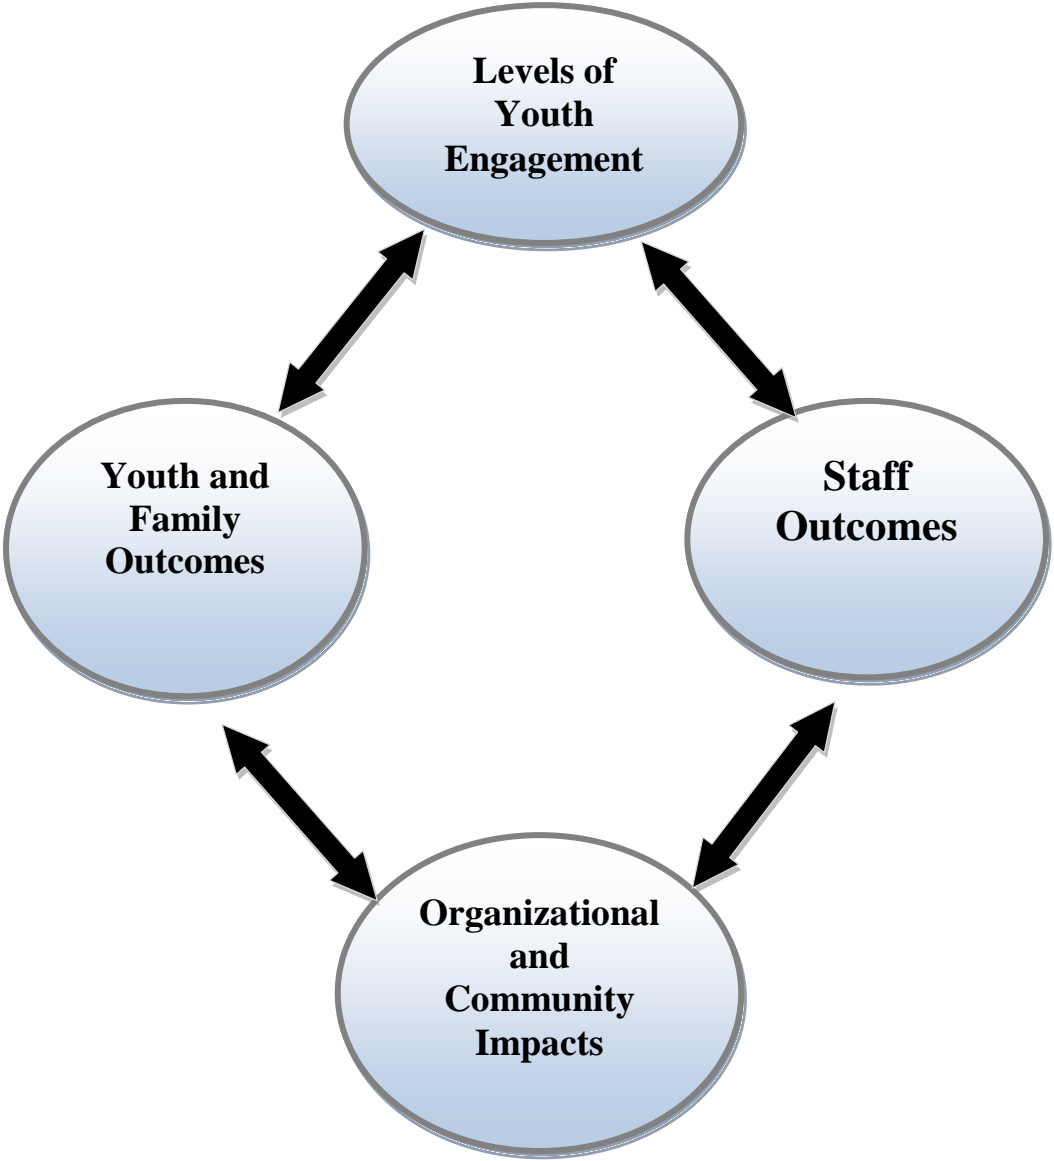 Levels of
Youth
Engagement
Youth and
Family
Outcomes
Staff
Outcomes
Organizational
and
Community
Impacts